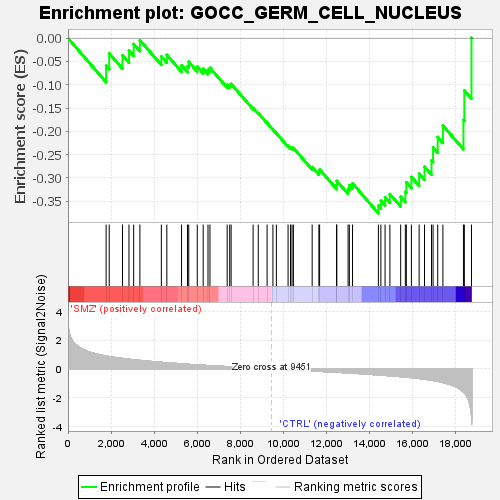 Enrichment plot: GOCC_GERM_CELL_NUCLEUS
Enrichment score (ES)
0.00
-0.05
-0.10
-0.15
-0.20
-0.25
-0.30
-0.35
'SMZ' (positively correlated)
Ranked list metric (Signal2Noise)
4
2
0
-2
-4
Zero cross at 9451
'CTRL' (negatively correlated)
0 2,000 4,000 6,000 8,000 10,000 12,000 14,000 16,000 18,000
Rank in Ordered Dataset
Enrichment profile Hits Ranking metric scores